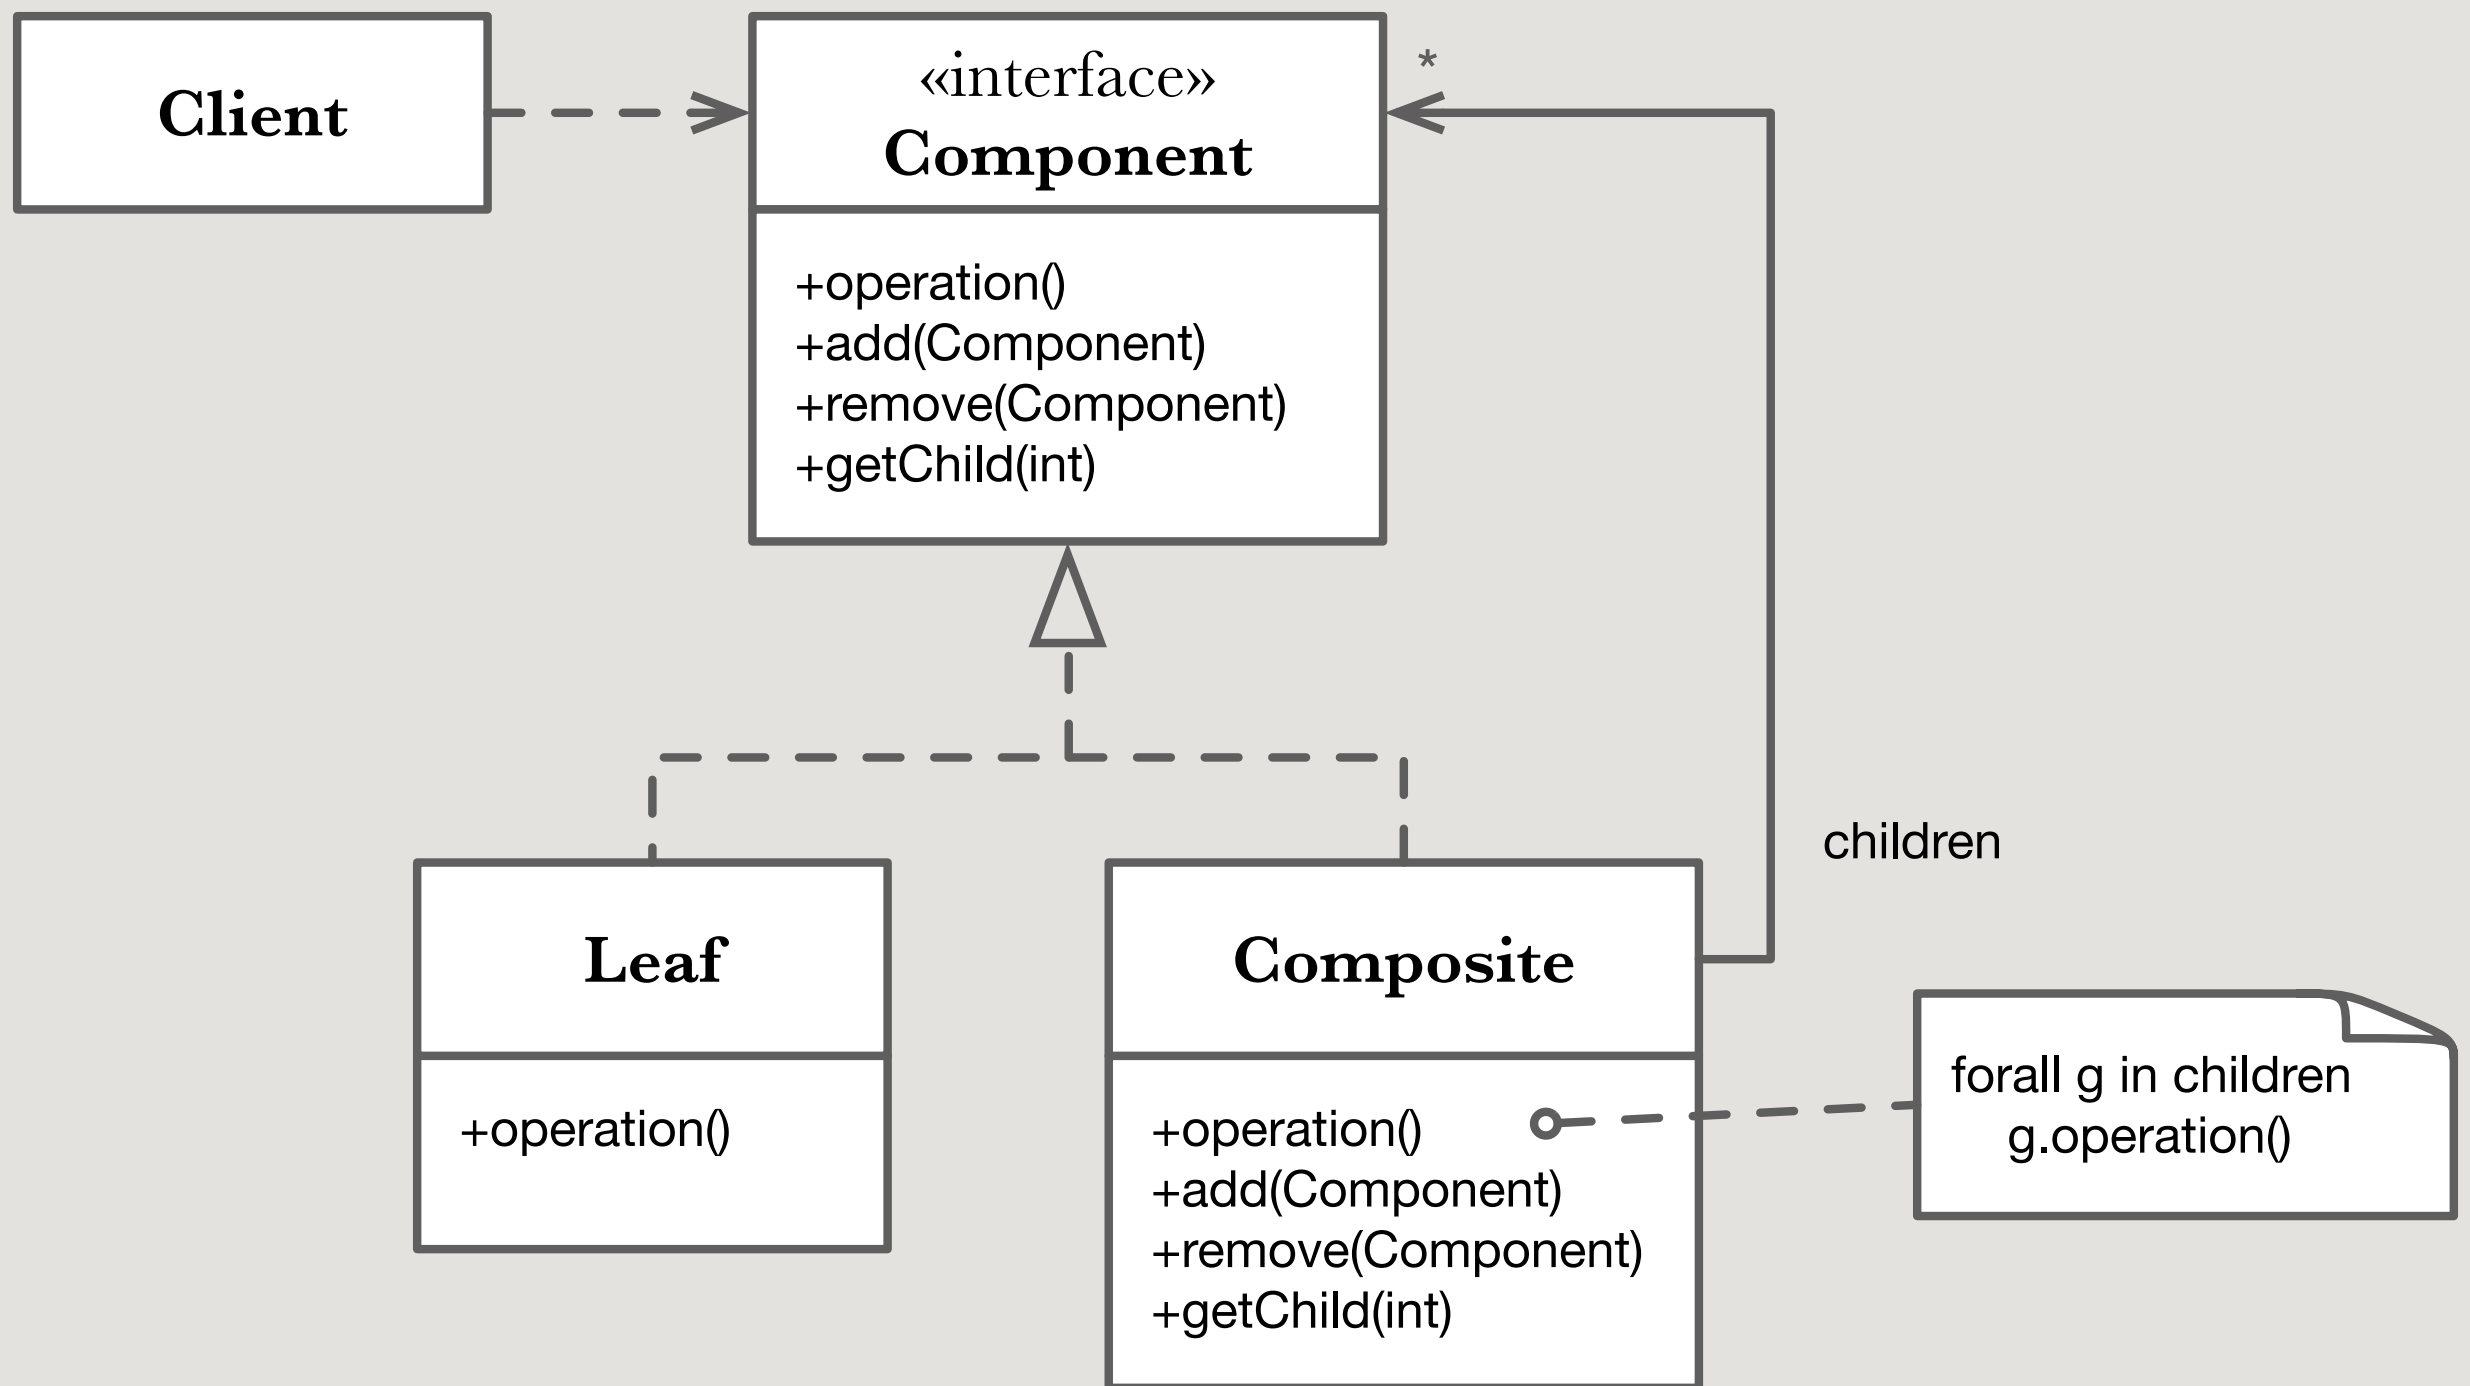 Client
«interface»
Component
*
+operation()
+add(Component)
+remove(Component)
+getChild(int)
children
Leaf
+operation()
Composite
+operation()
+add(Component)
+remove(Component)
+getChild(int)
forall g in children
g.operation()